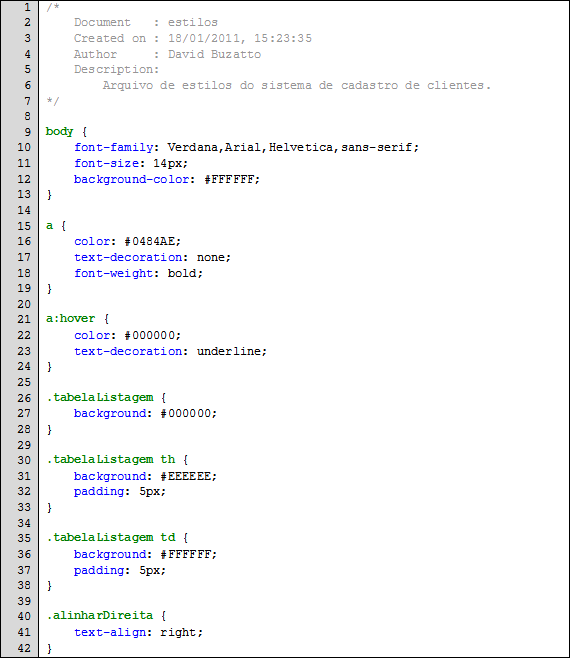 1 /*
2     Document   : estilos
3     Created on : 18/01/2011, 15:23:35
4     Author     : David Buzatto
5     Description:
6         Arquivo de estilos do sistema de cadastro de clientes.
7 */
8
9 body {
10     font-family: Verdana,Arial,Helvetica,sans-serif;
11     font-size: 14px;
12     background-color: #FFFFFF;
13 }
14
15 a {
16     color: #0484AE;
17     text-decoration: none;
18     font-weight: bold;
19 }
20
21 a:hover {
22     color: #000000;
23     text-decoration: underline;
24 }
25
26 .tabelaListagem {
27     background: #000000;
28 }
29
30 .tabelaListagem th {
31     background: #EEEEEE;
32     padding: 5px;
33 }
34
35 .tabelaListagem td {
36     background: #FFFFFF;
37     padding: 5px;
38 }
39
40 .alinharDireita {
41     text-align: right;
42 }